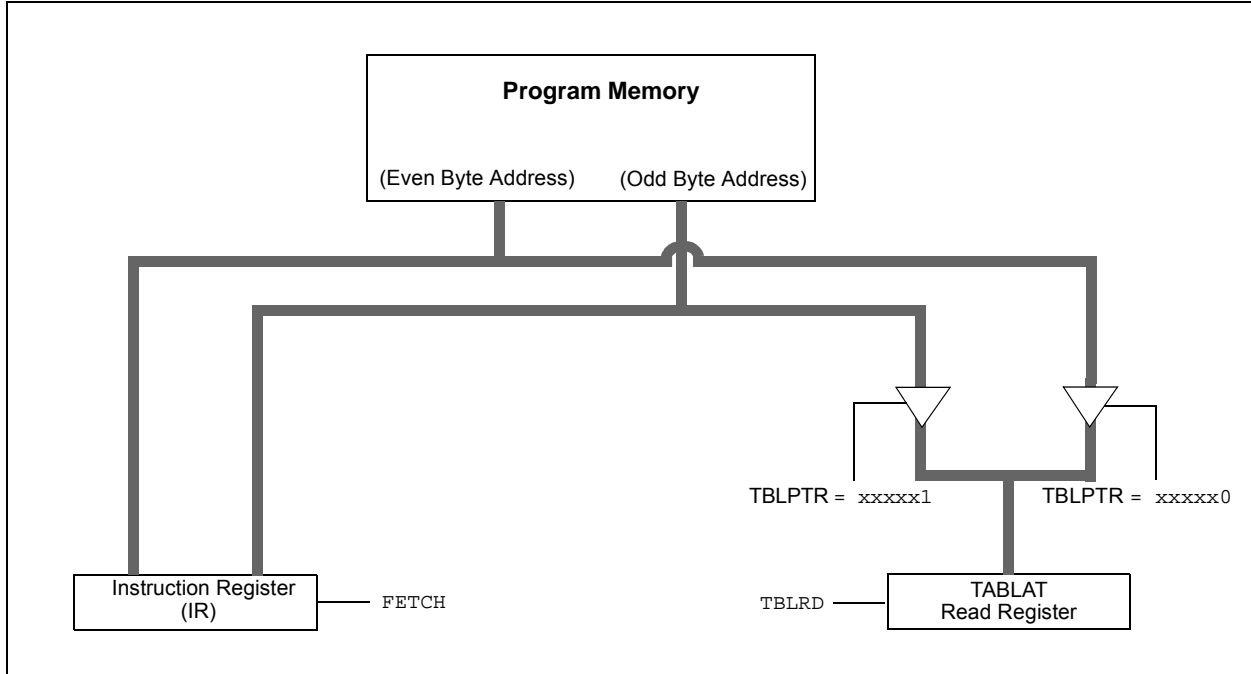 Program Memory
(Even Byte Address) (Odd Byte Address)
TBLPTR = xxxxx1
TBLPTR = xxxxx0
Instruction Register
(IR)
FETCH
TBLRD
TABLAT
Read Register